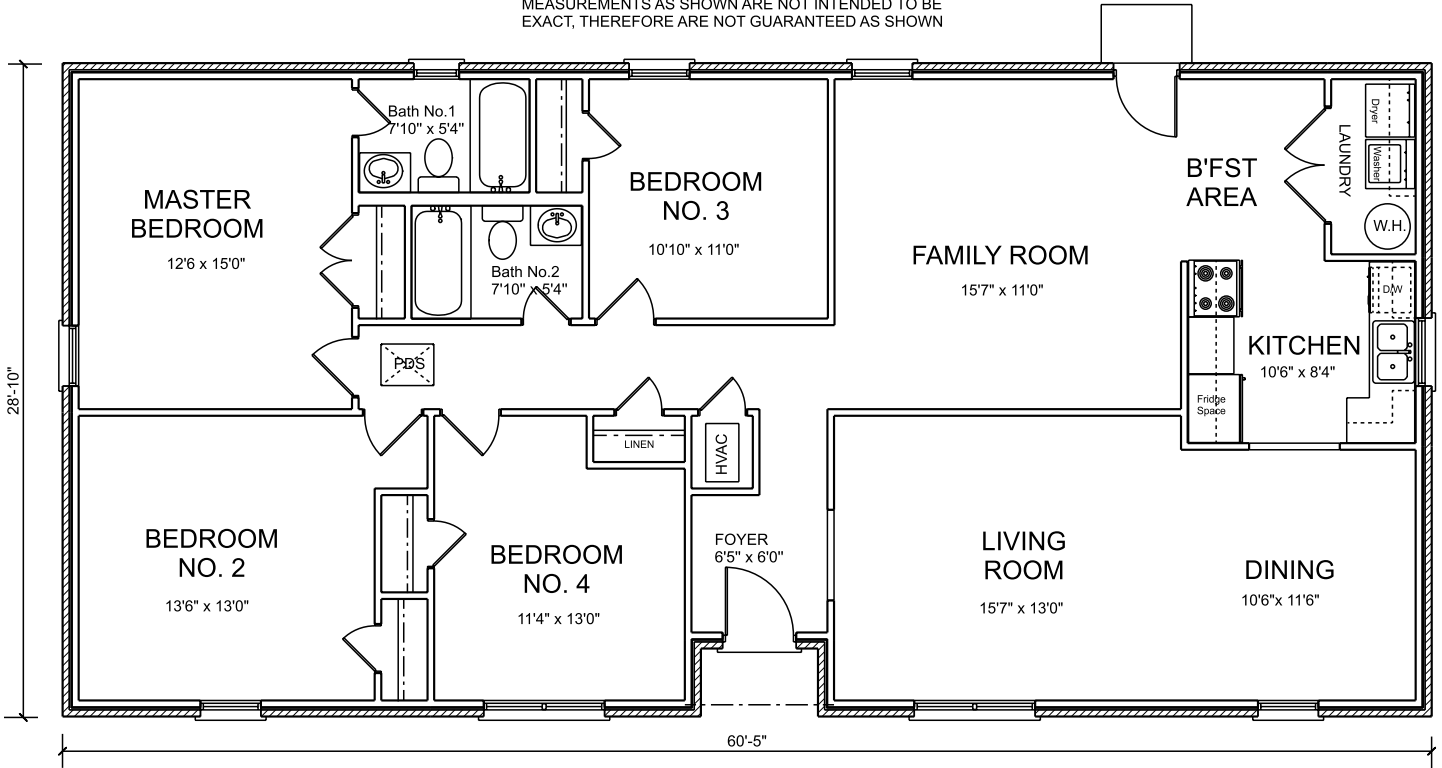 MEASUREMENTS AS SHOWN ARE NOT INTENDED TO BE
EXACT, THEREFORE ARE NOT GUARANTEED AS SHOWN
Bath No.1
7'10" x 5'4"
MASTER
BEDROOM
12'6 x 15'0"
BEDROOM
NO. 3
10'10" x 11'0"
Bath No.2
7'10" x 5'4"
FAMILY ROOM
15'7" x 11'0"
B'FST
AREA
LAUNDRY
Dryer
Washer
W.H.
D/W
KITCHEN
10'6" x 8'4"
Fridge
Space
PDS
28'-10"
LINEN
HVAC
BEDROOM
NO. 2
13'6" x 13'0"
BEDROOM
NO. 4
11'4" x 13'0"
FOYER
6'5" x 6'0"
LIVING
ROOM
15'7" x 13'0"
DINING
10'6"x 11'6"
60'-5"